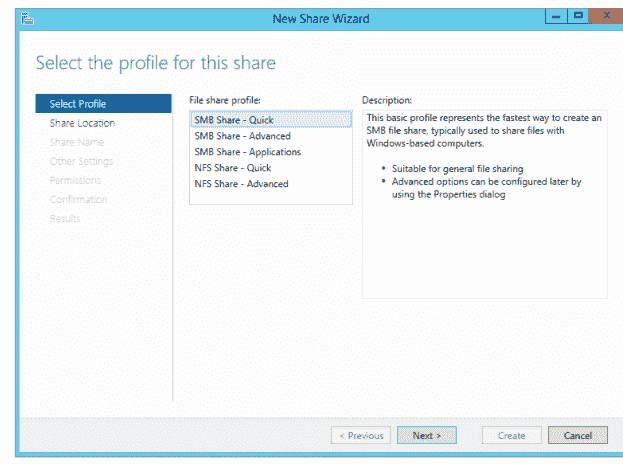 New Share Wizard
Select the profile for this share
Select Profile
Share Location
Share Name
Other Settings
Permissions
Confirmation
Results
File share profile:
SMB Share - Quick
SMB Share - Advanced
SMB Share - Applications
NFS Share - Quick
NFS Share - Advanced
Description:
This basic profile represents the fastest way to create an
SMB file share, typically used to share files with
Windows-based computers.
• Suitable for general file sharing
• Advanced options can be configured later by
using the Properties dialog
< Previous
Next >
Create
Cancel